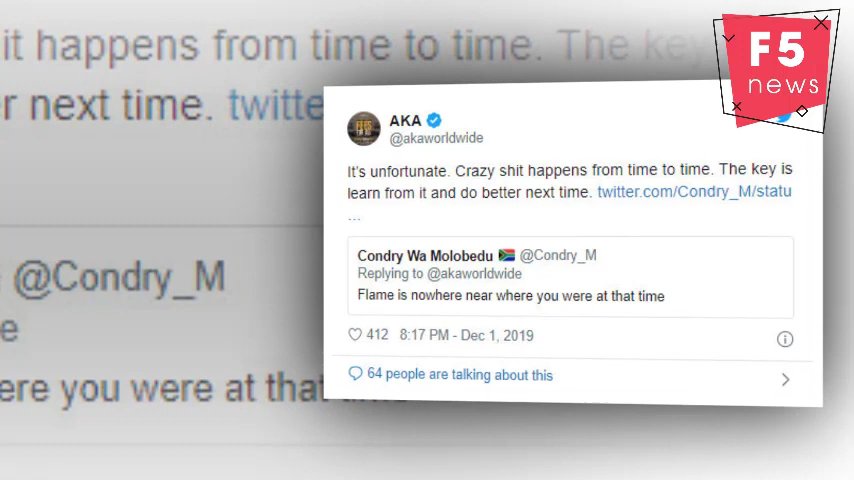 it happens from time to time. The key
er next time. twitte
F5
news
AKA
@akaworldwide
It's unfortunate. Crazy shit happens from time to time. The key is
learn from it and do better next time. twitter.com/Condry_M/statu
...
Condry Wa Molobedu 🇿🇦 @Condry_M
Replying to @akaworldwide
Flame is nowhere near where you were at that time
412 8:17 PM - Dec 1, 2019
64 people are talking about this
@Condry_M
e
ere you were at that